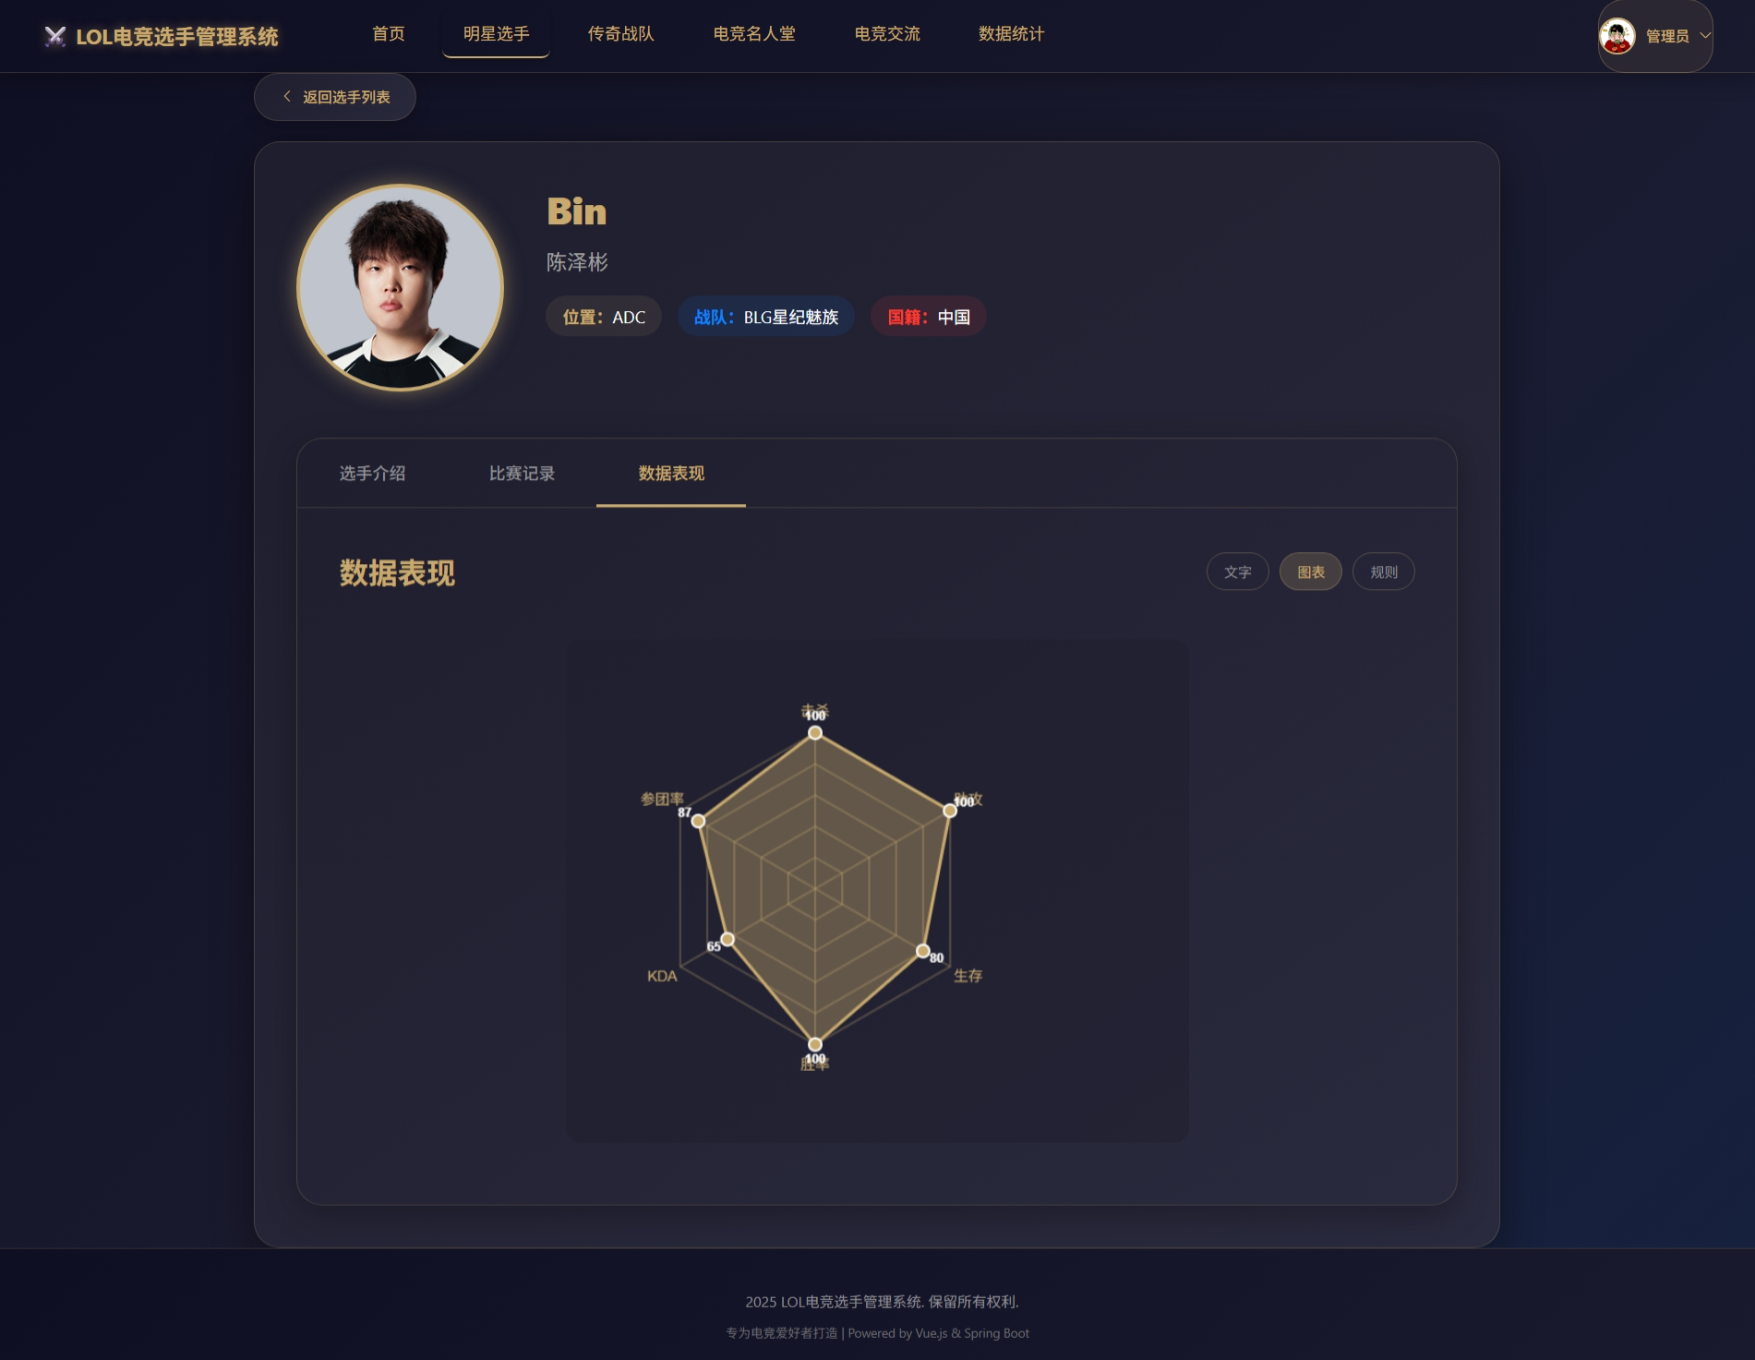 LOL电竞选手管理系统
首页 明星选手 传奇战队 电竞名人堂 电竞交流 数据统计
管理员
返回选手列表
Bin
陈泽彬
位置：ADC 战队：BLG星纪魅族 国籍：中国
选手介绍 比赛记录 数据表现
数据表现
文字 图表 规则
击杀
100
参团率
87
助攻
100
65
80
KDA
生存
100
胜率
2025 LOL电竞选手管理系统. 保留所有权利.
专为电竞爱好者打造 | Powered by Vue.js & Spring Boot